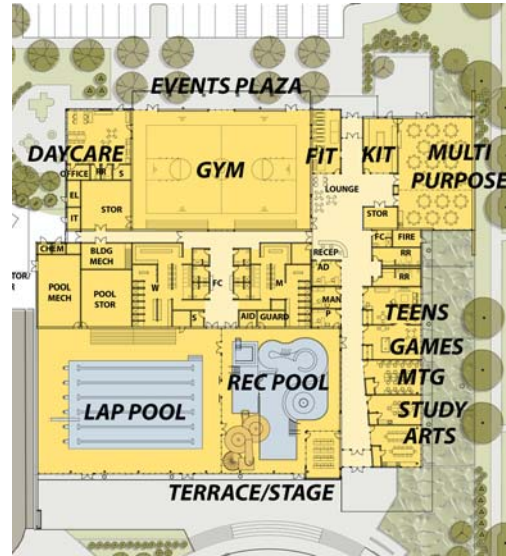 EVENTS PLAZA
DAYCARE
GYM
FIT
KIT
MULTI
PURPOSE
OFFICE
RR
S
LOUNGE
EL
IT
STOR
STOR
FC
FIRE
RR
CHEM
BLDG
MECH
RECEP
AD
RR
POOL
MECH
POOL
STOR
W
FC
M
MAN
P
S
AID
GUARD
TEENS
GAMES
MTG
STUDY
ARTS
LAP POOL
REC POOL
TERRACE/STAGE